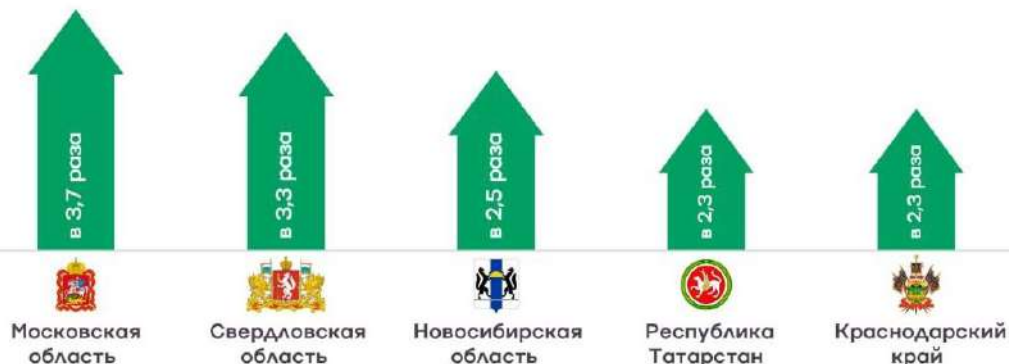 в 3,7 раза
в 3,3 раза
в 2,5 раза
в 2,3 раза
в 2,3 раза
Московская
область
Свердловская
область
Новосибирская
область
Республика
Татарстан
Краснодарский
край